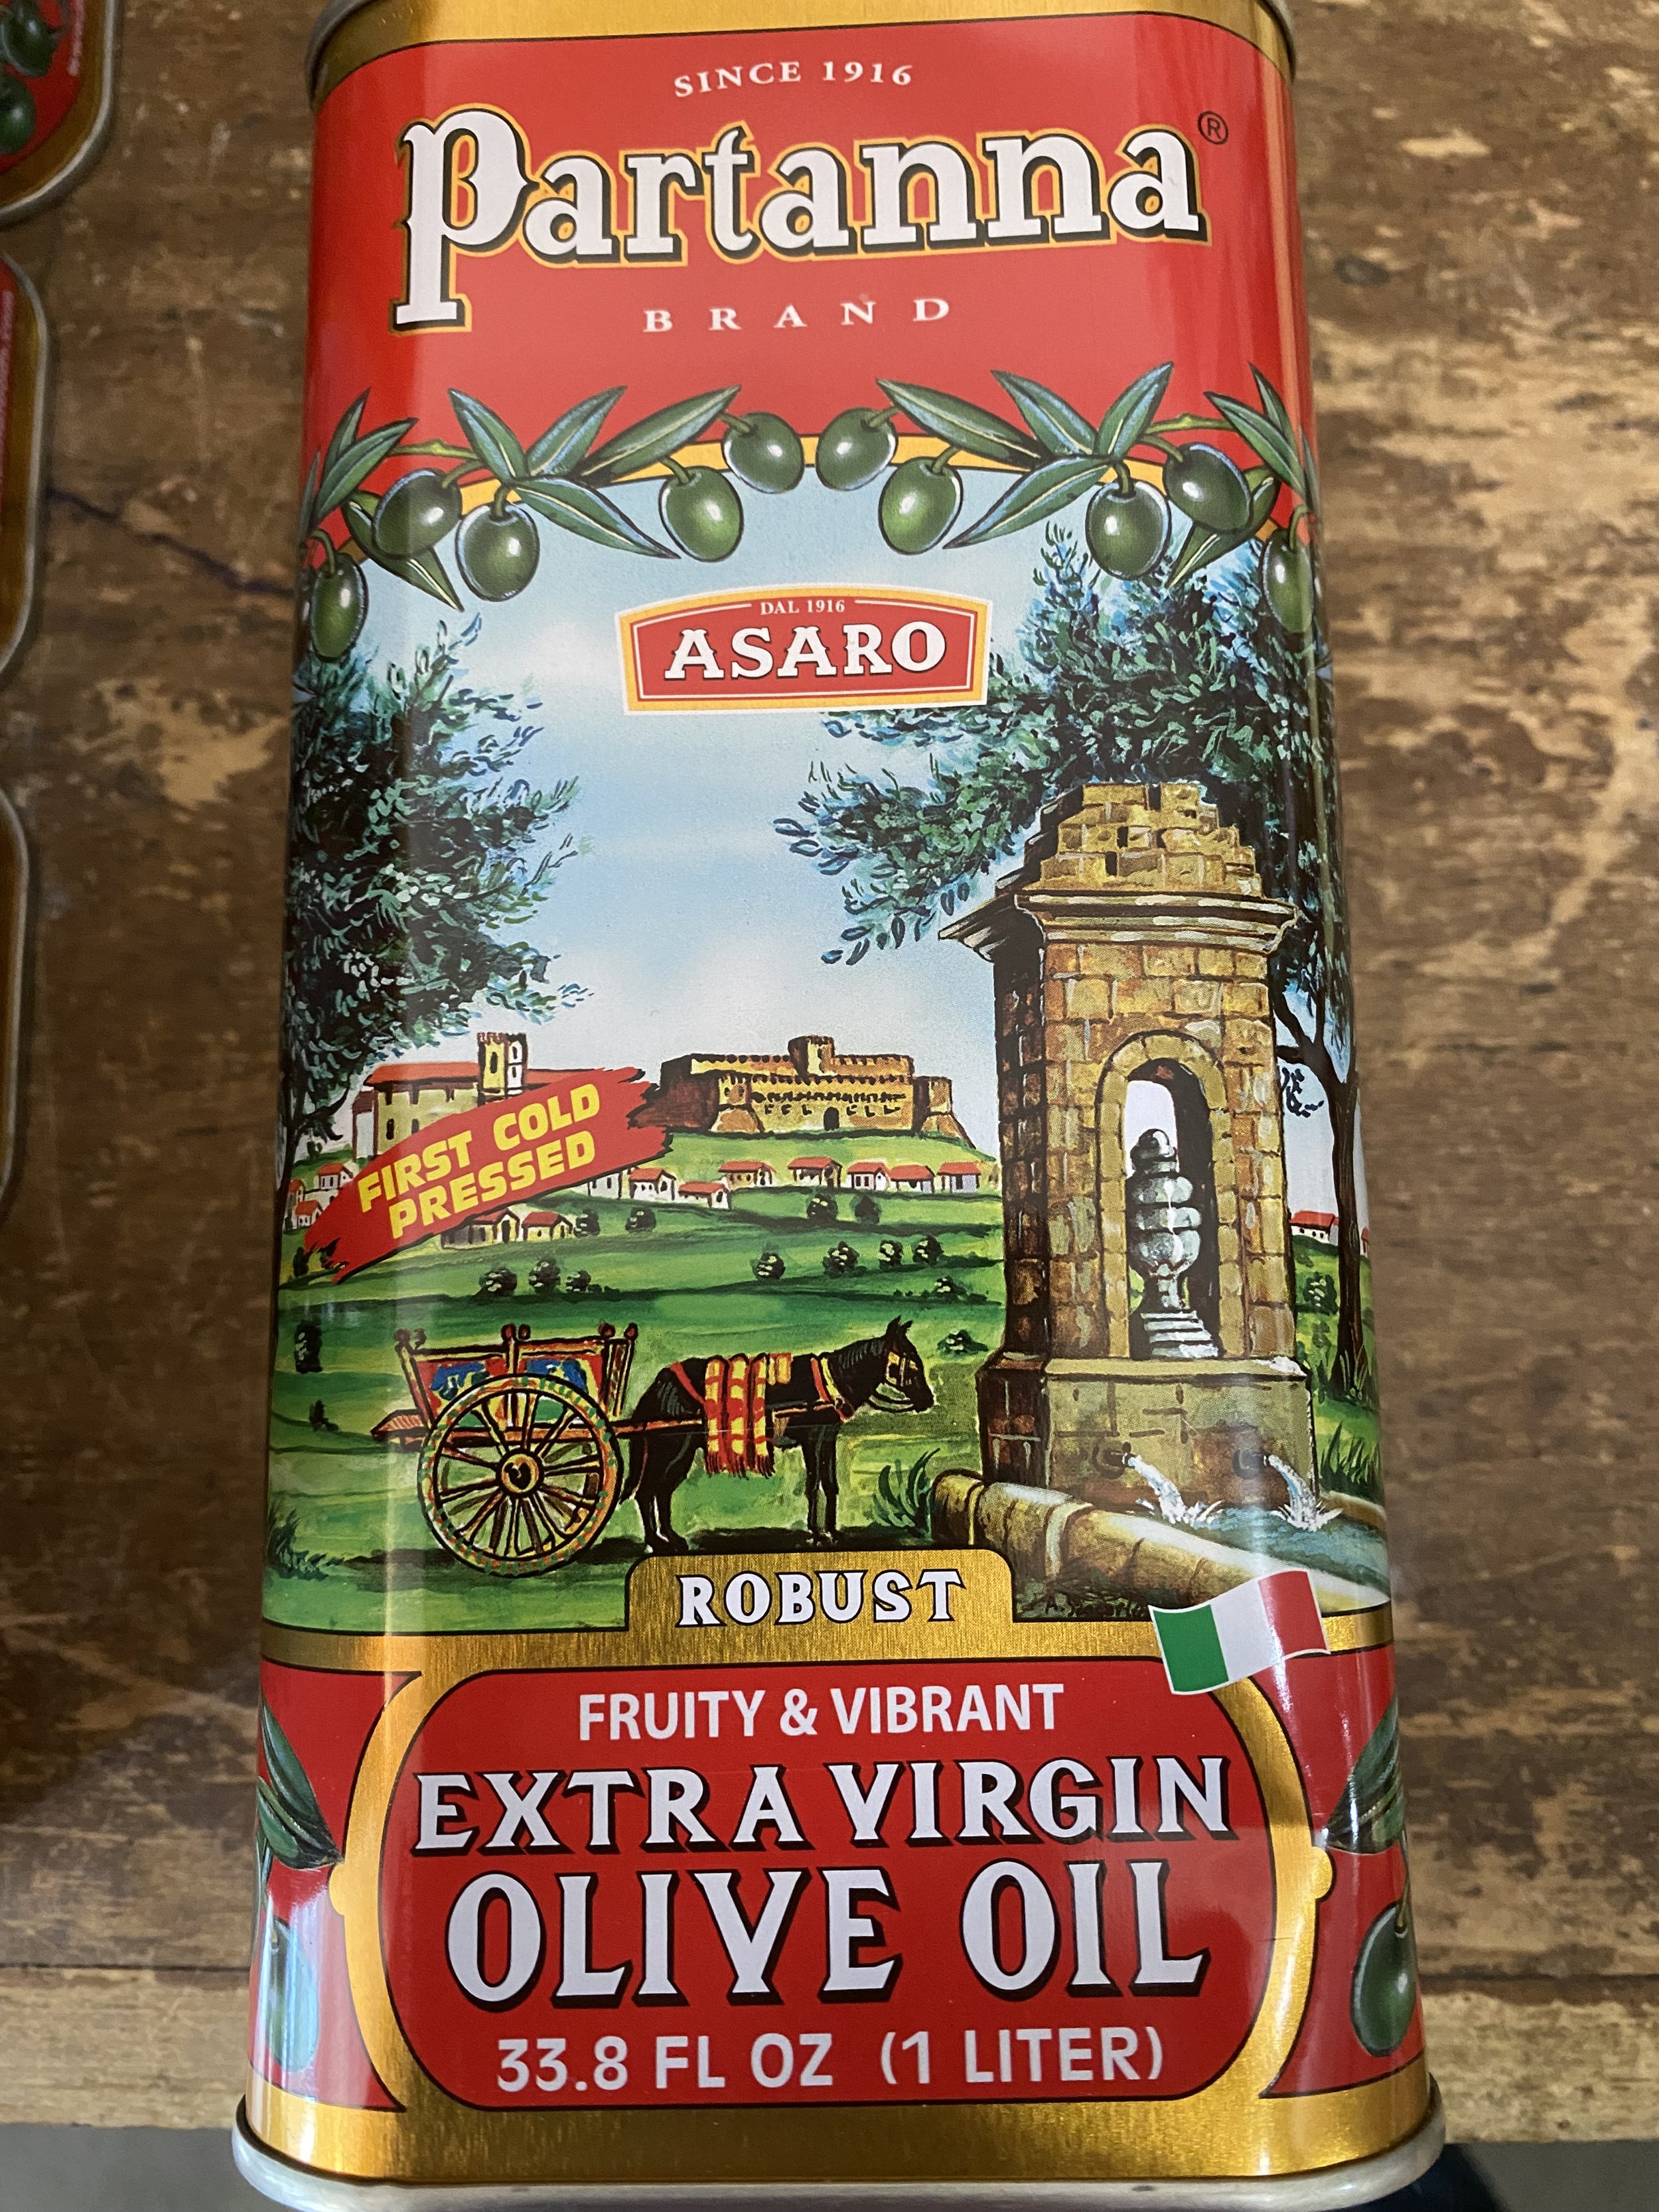 SINCE 1916
Partanna®
BRAND
DAL 1916
ASARO
FIRST COLD
PRESSED
ROBUST
FRUITY & VIBRANT
EXTRA VIRGIN
OLIVE OIL
33.8 FL OZ (1 LITER)